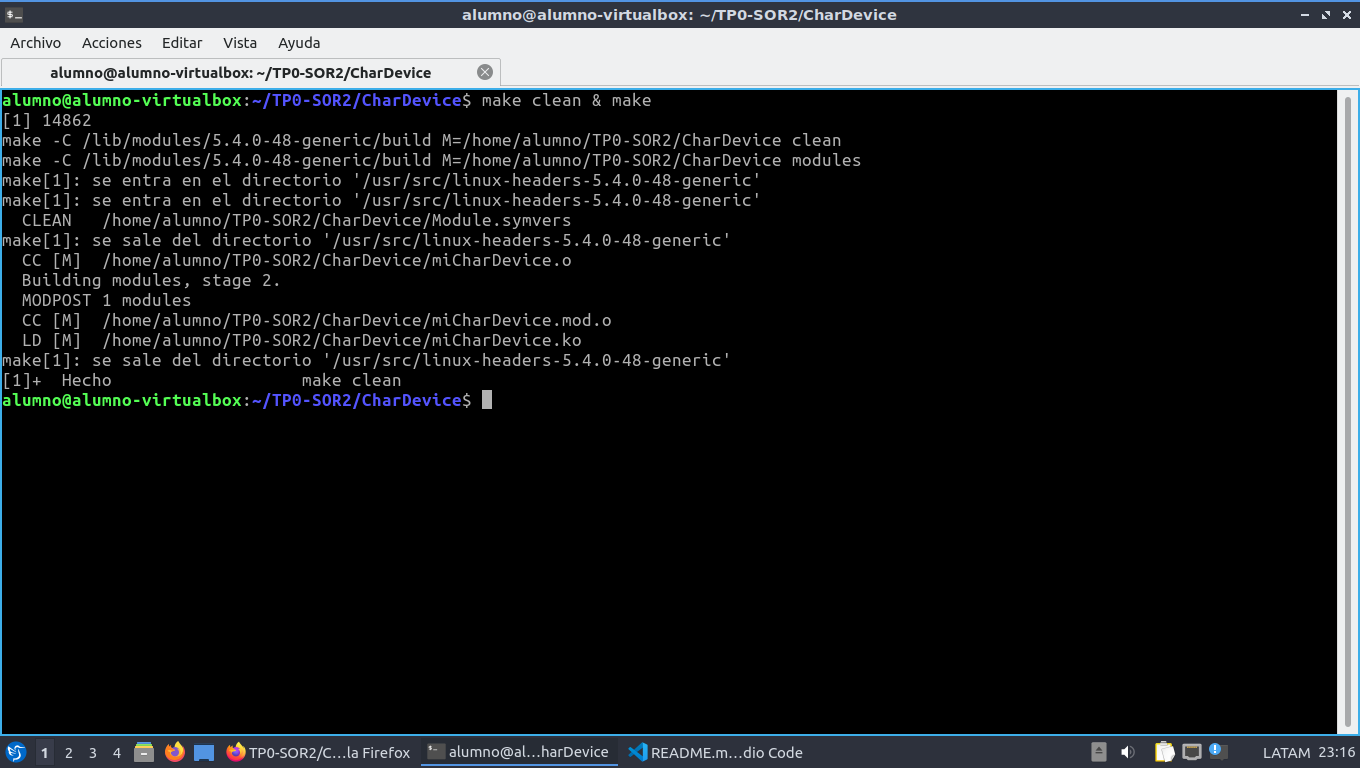 alumno@alumno-virtualbox: ~/TP0-SOR2/CharDevice
Archivo Acciones Editar Vista Ayuda
alumno@alumno-virtualbox: ~/TP0-SOR2/CharDevice
alumno@alumno-virtualbox:~/TP0-SOR2/CharDevice$ make clean & make
[1] 14862
make -C /lib/modules/5.4.0-48-generic/build M=/home/alumno/TP0-SOR2/CharDevice clean
make -C /lib/modules/5.4.0-48-generic/build M=/home/alumno/TP0-SOR2/CharDevice modules
make[1]: se entra en el directorio '/usr/src/linux-headers-5.4.0-48-generic'
make[1]: se entra en el directorio '/usr/src/linux-headers-5.4.0-48-generic'
  CLEAN   /home/alumno/TP0-SOR2/CharDevice/Module.symvers
make[1]: se sale del directorio '/usr/src/linux-headers-5.4.0-48-generic'
  CC [M]  /home/alumno/TP0-SOR2/CharDevice/miCharDevice.o
  Building modules, stage 2.
  MODPOST 1 modules
  CC [M]  /home/alumno/TP0-SOR2/CharDevice/miCharDevice.mod.o
  LD [M]  /home/alumno/TP0-SOR2/CharDevice/miCharDevice.ko
make[1]: se sale del directorio '/usr/src/linux-headers-5.4.0-48-generic'
[1]+  Hecho                   make clean
alumno@alumno-virtualbox:~/TP0-SOR2/CharDevice$
1 2 3 4 TP0-SOR2/C…la Firefox alumno@al…harDevice README.m…dio Code LATAM 23:16